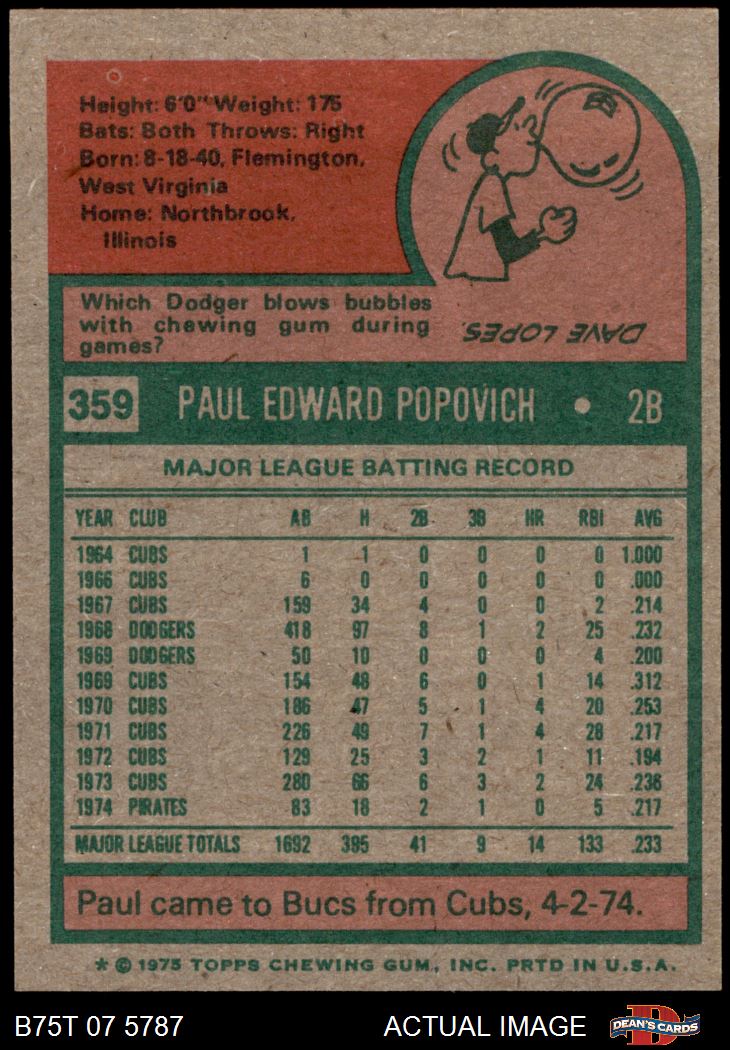 Height: 6'0" Weight: 175
Bats: Both Throws: Right
Born: 8-18-40, Flemington,
West Virginia
Home: Northbrook,
Illinois
Which Dodger blows bubbles
with chewing gum during
games?
DAVE LOPES.
359 PAUL EDWARD POPOVICH • 2B
MAJOR LEAGUE BATTING RECORD
YEAR CLUB AB H 2B 3B HR RBI AVG
1964 CUBS 1 1 0 0 0 0 1.000
1966 CUBS 6 0 0 0 0 0 .000
1967 CUBS 159 34 4 0 0 2 .214
1968 DODGERS 418 97 8 1 2 25 .232
1969 DODGERS 50 10 0 0 0 4 .200
1969 CUBS 154 48 6 0 1 14 .312
1970 CUBS 186 47 5 1 4 20 .253
1971 CUBS 226 49 7 1 4 28 .217
1972 CUBS 129 25 3 2 1 11 .194
1973 CUBS 280 66 6 3 2 24 .236
1974 PIRATES 83 18 2 1 0 5 .217
MAJOR LEAGUE TOTALS 1692 395 41 9 14 133 .233
Paul came to Bucs from Cubs, 4-2-74.
* © 1975 TOPPS CHEWING GUM, INC. PRTD IN U.S.A.
B75T 07 5787 ACTUAL IMAGE DEAN'S CARDS